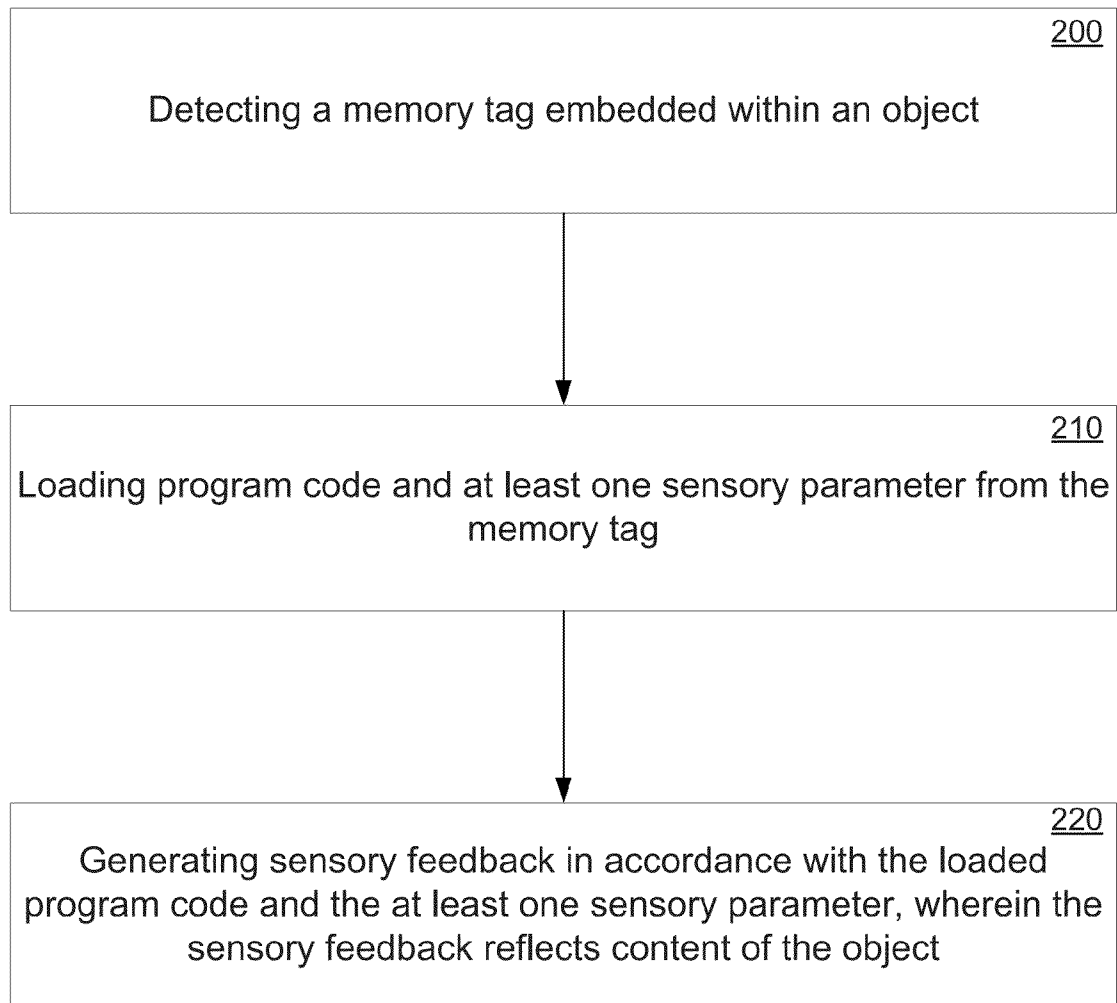 200
Detecting a memory tag embedded within an object
210
Loading program code and at least one sensory parameter from the
memory tag
220
Generating sensory feedback in accordance with the loaded
program code and the at least one sensory parameter, wherein the
sensory feedback reflects content of the object